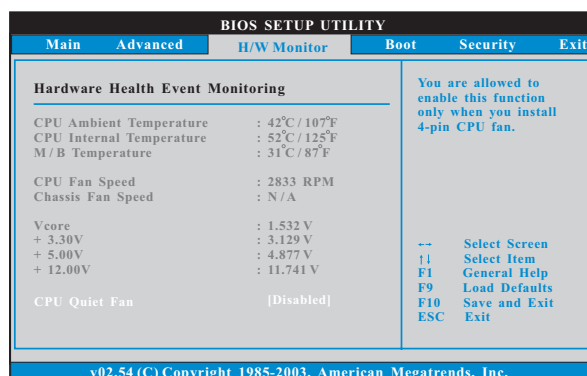 BIOS SETUP UTILITY
Main Advanced H/W Monitor Boot Security Exit
Hardware Health Event Monitoring
CPU Ambient Temperature : 42°C / 107°F
CPU Internal Temperature : 52°C / 125°F
M / B Temperature : 31°C / 87°F
CPU Fan Speed : 2833 RPM
Chassis Fan Speed : N / A
Vcore : 1.532 V
+ 3.30V : 3.129 V
+ 5.00V : 4.877 V
+ 12.00V : 11.741 V
CPU Quiet Fan [Disabled]
You are allowed to
enable this function
only when you install
4-pin CPU fan.
←→ Select Screen
↑↓ Select Item
F1 General Help
F9 Load Defaults
F10 Save and Exit
ESC Exit
v02.54 (C) Copyright 1985-2003, American Megatrends, Inc.